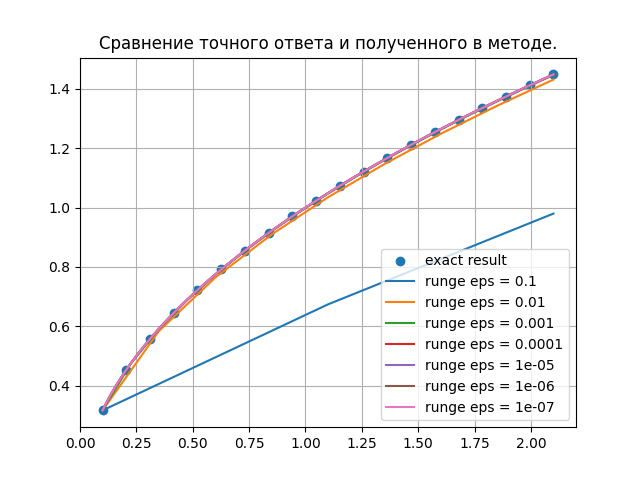 Сравнение точного ответа и полученного в методе.
1.4
1.2
1.0
0.8
0.6
0.4
exact result
runge eps = 0.1
runge eps = 0.01
runge eps = 0.001
runge eps = 0.0001
runge eps = 1e-05
runge eps = 1e-06
runge eps = 1e-07
0.00 0.25 0.50 0.75 1.00 1.25 1.50 1.75 2.00